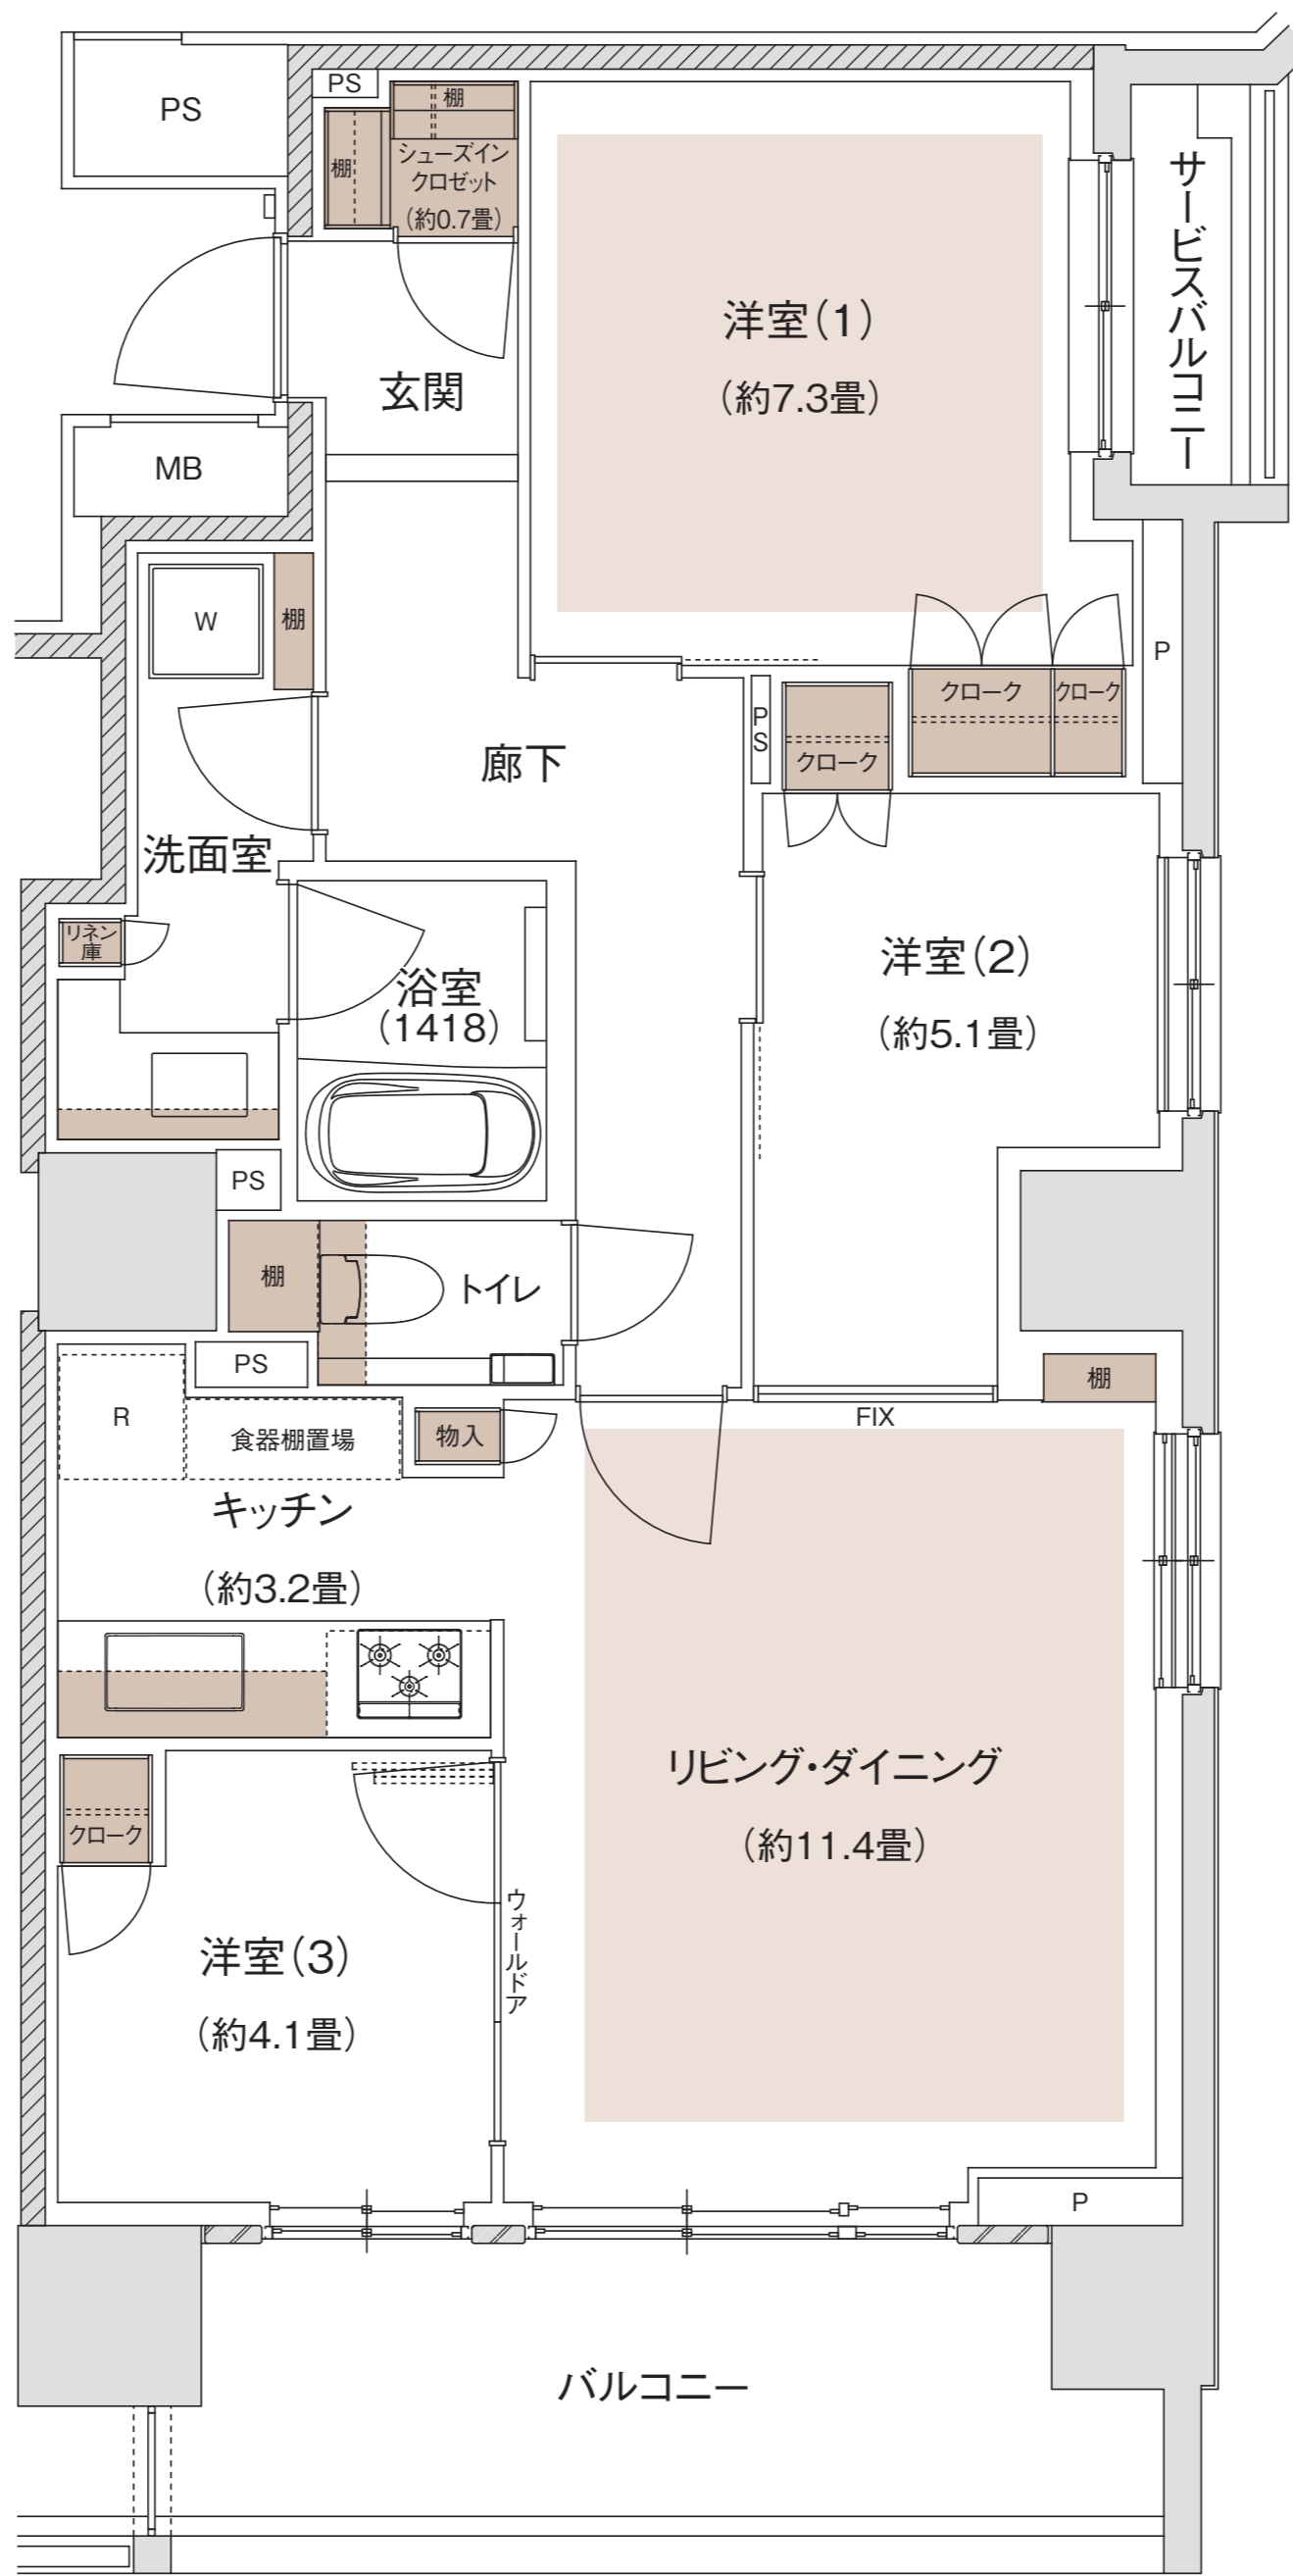 PS
PS
棚
棚
シューズイン
クロゼット
(約0.7畳)
洋室(1)
(約7.3畳)
サービスバルコニー
玄関
MB
W
棚
P
クローク
クローク
PS
クローク
廊下
洗面室
リネン
庫
浴室
(1418)
洋室(2)
(約5.1畳)
PS
棚
トイレ
PS
棚
R
食器棚置場
物入
FIX
キッチン
(約3.2畳)
リビング・ダイニング
(約11.4畳)
クローク
ウォールドア
洋室(3)
(約4.1畳)
P
バルコニー